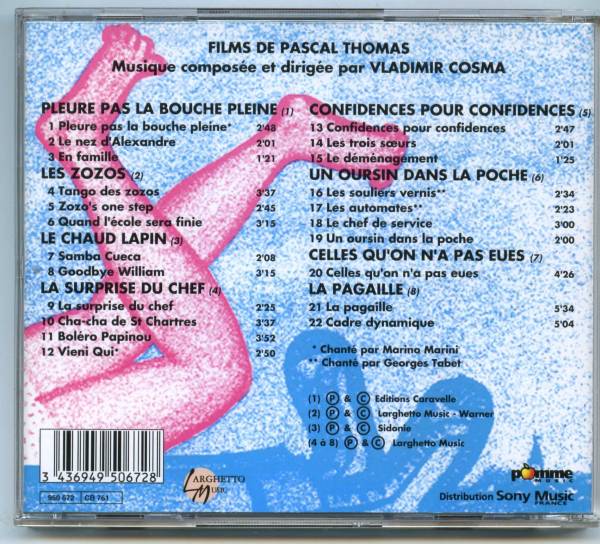 FILMS DE PASCAL THOMAS
Musique composée et dirigée par VLADIMIR COSMA
PLEURE PAS LA BOUCHE PLEINE (1)
1 Pleure pas la bouche pleine* 2'48
2 Le nez d'Alexandre 2'01
3 En famille 1'21
LES ZOZOS (2)
4 Tango des zozos 3'37
5 Zozo's one step 2'45
6 Quand l'école sera finie 3'15
LE CHAUD LAPIN (3)
7 Samba Cueca 2'08
8 Goodbye William 3'15
LA SURPRISE DU CHEF (4)
9 La surprise du chef 2'25
10 Cha-cha de St Chartres 3'37
11 Boléro Papinou 3'52
12 Vieni Qui* 2'50
CONFIDENCES POUR CONFIDENCES (5)
13 Confidences pour confidences 2'47
14 Les trois sœurs 2'01
15 Le déménagement 1'25
UN OURSIN DANS LA POCHE (6)
16 Les souliers vernis** 2'34
17 Les automates** 2'23
18 Le chef de service 3'00
19 Un oursin dans la poche 2'00
CELLES QU'ON N'A PAS EUES (7)
20 Celles qu'on n'a pas eues 4'26
LA PAGAILLE (8)
21 La pagaille 5'34
22 Cadre dynamique 5'04
* Chanté par Marino Marini
** Chanté par Georges Tabet
(1) Ⓟ & © Editions Caravelle
(2) Ⓟ & © Larghetto Music - Warner
(3) Ⓟ & © Sidonie
(4 à 8) Ⓟ & © Larghetto Music
3 436949 506728
950 672 CB 761
LARGHETTO
MUSIC
pomme
MUSIC
Distribution Sony Music
FRANCE